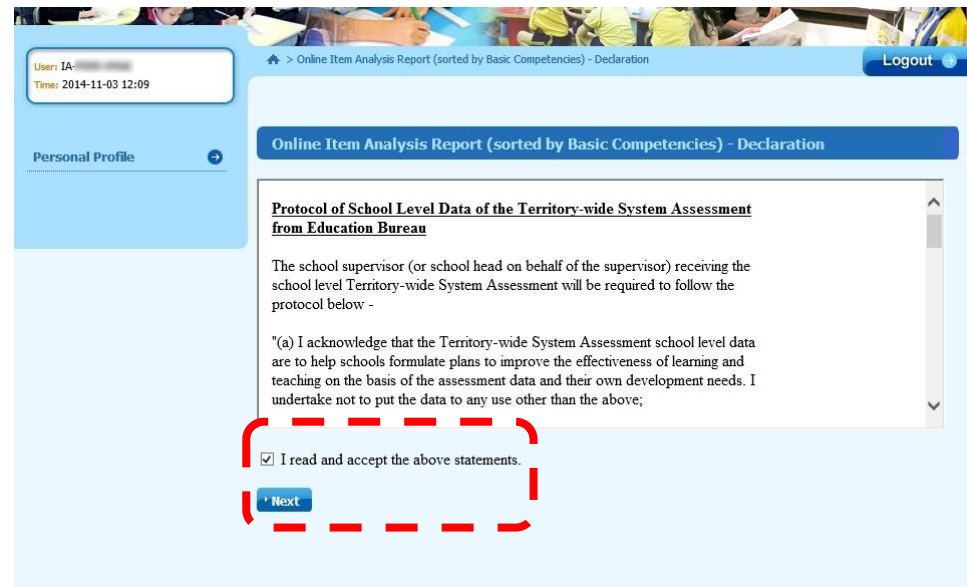 User: IA-
Time: 2014-11-03 12:09
> Online Item Analysis Report (sorted by Basic Competencies) - Declaration
Logout
Personal Profile
Online Item Analysis Report (sorted by Basic Competencies) - Declaration
Protocol of School Level Data of the Territory-wide System Assessment
from Education Bureau
The school supervisor (or school head on behalf of the supervisor) receiving the
school level Territory-wide System Assessment will be required to follow the
protocol below -
"(a) I acknowledge that the Territory-wide System Assessment school level data
are to help schools formulate plans to improve the effectiveness of learning and
teaching on the basis of the assessment data and their own development needs. I
undertake not to put the data to any use other than the above;
I read and accept the above statements.
Next